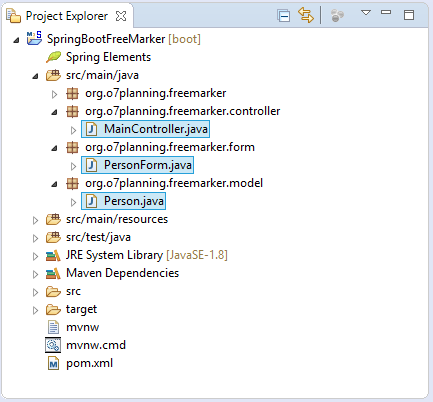 Project Explorer
SpringBootFreeMarker [boot]
Spring Elements
src/main/java
org.o7planning.freemarker
org.o7planning.freemarker.controller
MainController.java
org.o7planning.freemarker.form
PersonForm.java
org.o7planning.freemarker.model
Person.java
src/main/resources
src/test/java
JRE System Library [JavaSE-1.8]
Maven Dependencies
src
target
mvnw
mvnw.cmd
pom.xml